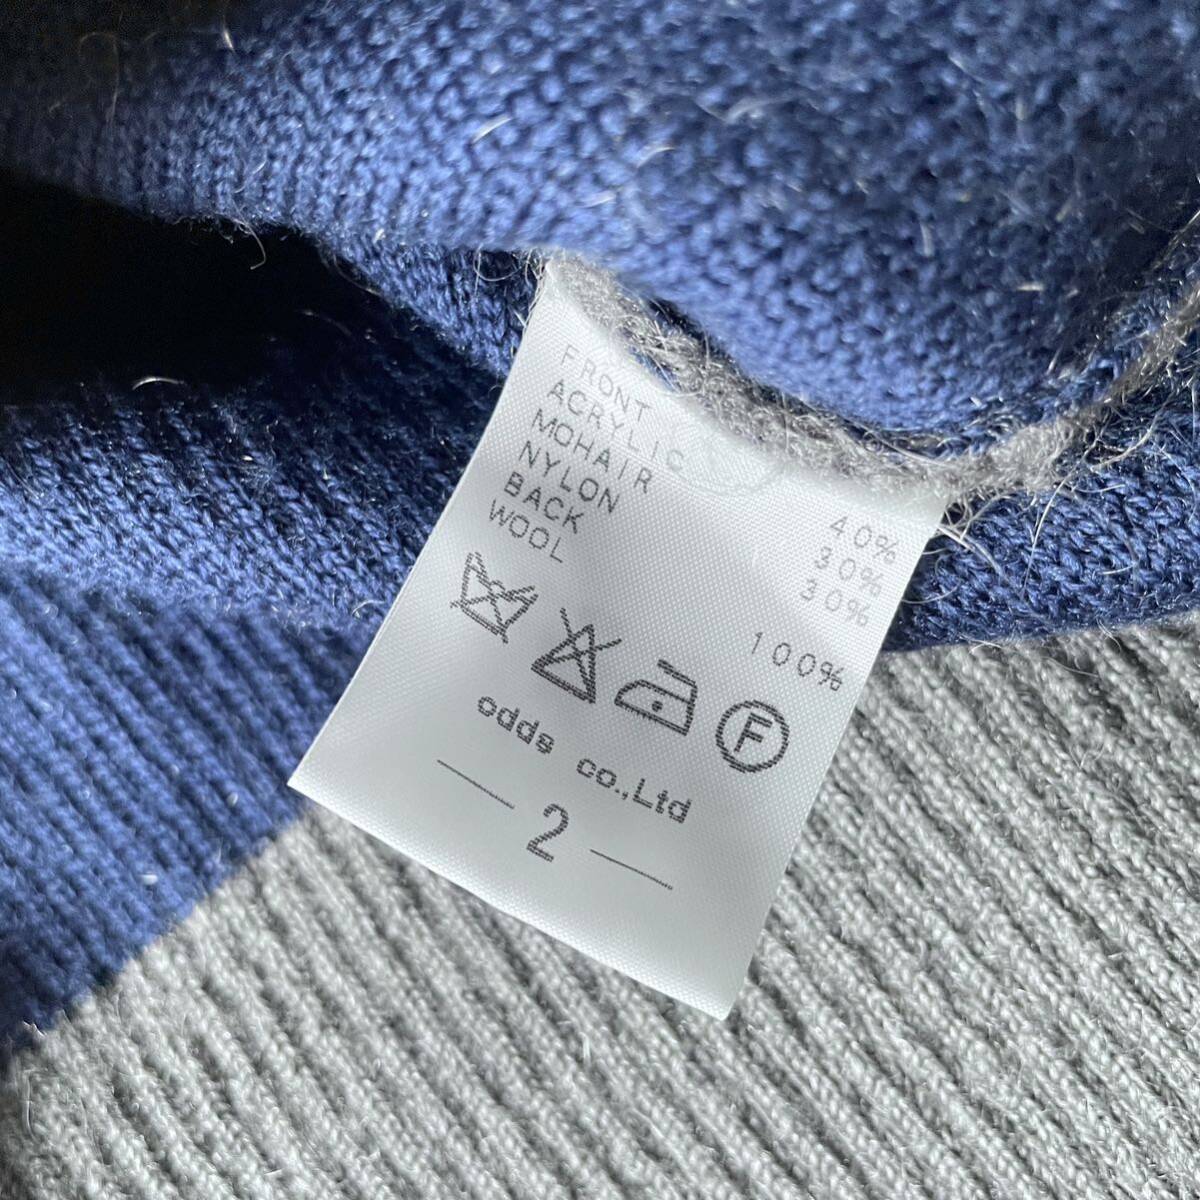 FRONT
ACRYLIC 40%
MOHAIR 30%
NYLON 30%
BACK
WOOL 100%
F
odds co.,Ltd
— 2 —